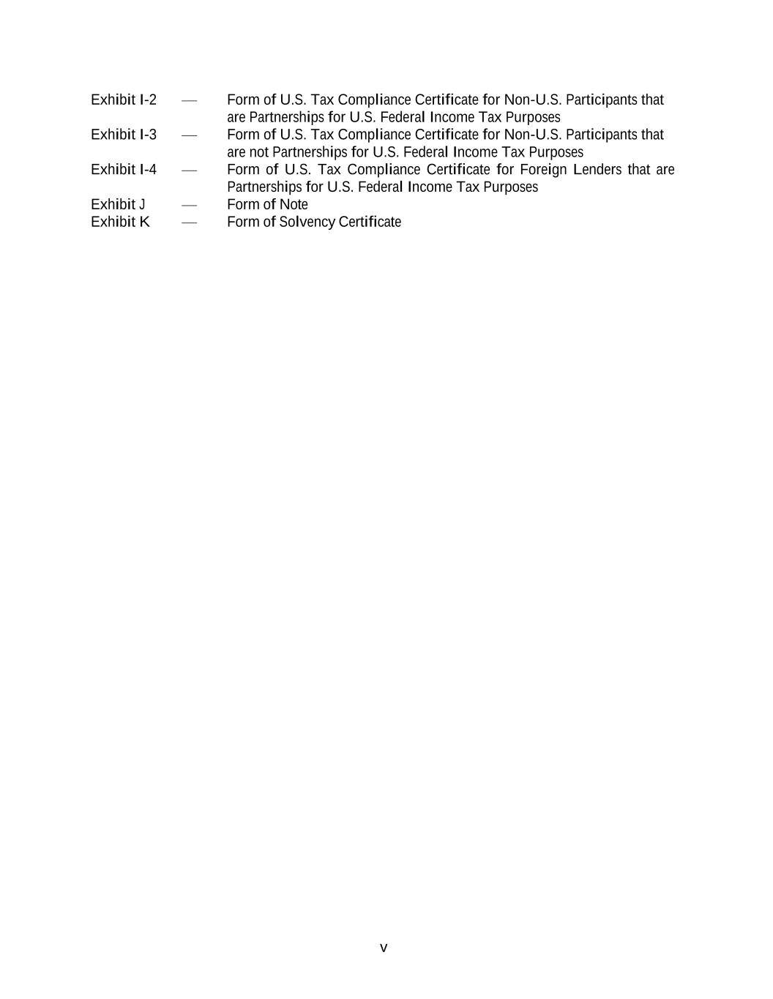 Exhibit I-2 — Form of U.S. Tax Compliance Certificate for Non-U.S. Participants that
are Partnerships for U.S. Federal Income Tax Purposes
Exhibit I-3 — Form of U.S. Tax Compliance Certificate for Non-U.S. Participants that
are not Partnerships for U.S. Federal Income Tax Purposes
Exhibit I-4 — Form of U.S. Tax Compliance Certificate for Foreign Lenders that are
Partnerships for U.S. Federal Income Tax Purposes
Exhibit J — Form of Note
Exhibit K — Form of Solvency Certificate
v